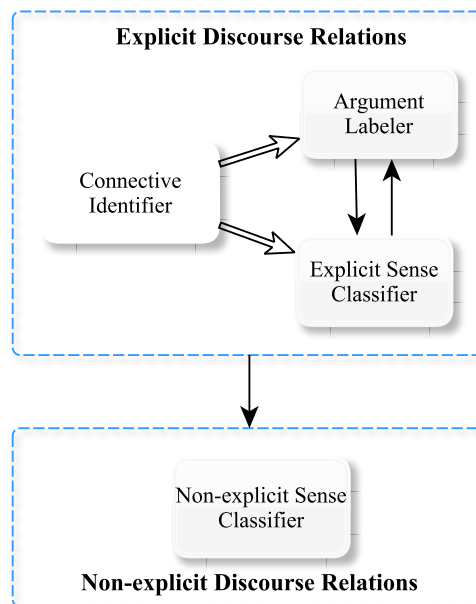 Explicit Discourse Relations
Argument
Labeler
Connective
Identifier
Explicit Sense
Classifier
Non-explicit Sense
Classifier
Non-explicit Discourse Relations